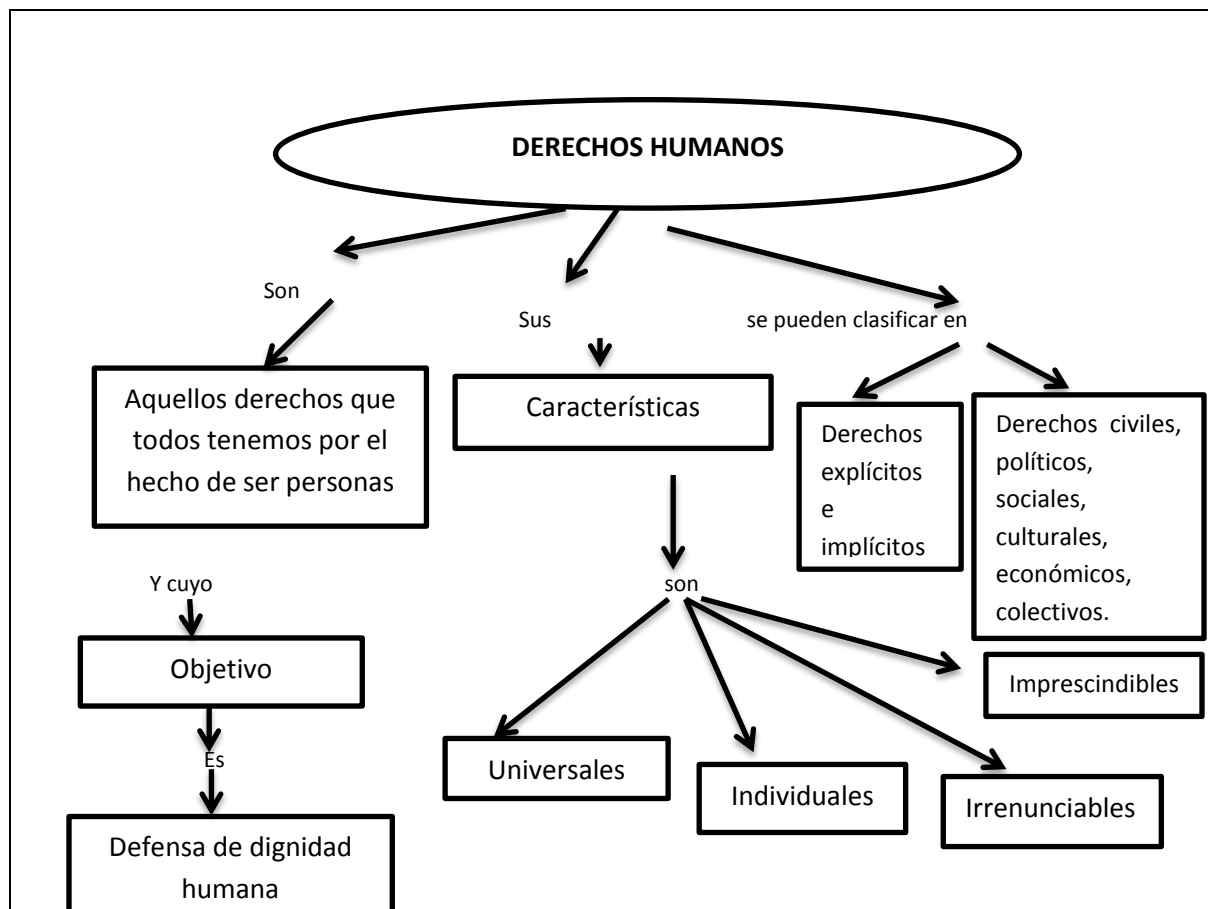 DERECHOS HUMANOS
Son
Sus
se pueden clasificar en
Aquellos derechos que
todos tenemos por el
hecho de ser personas
Características
Derechos
explícitos
e
implícitos
Derechos civiles,
políticos,
sociales,
culturales,
económicos,
colectivos.
Y cuyo
son
Objetivo
Imprescindibles
Es
Universales
Individuales
Irrenunciables
Defensa de dignidad
humana